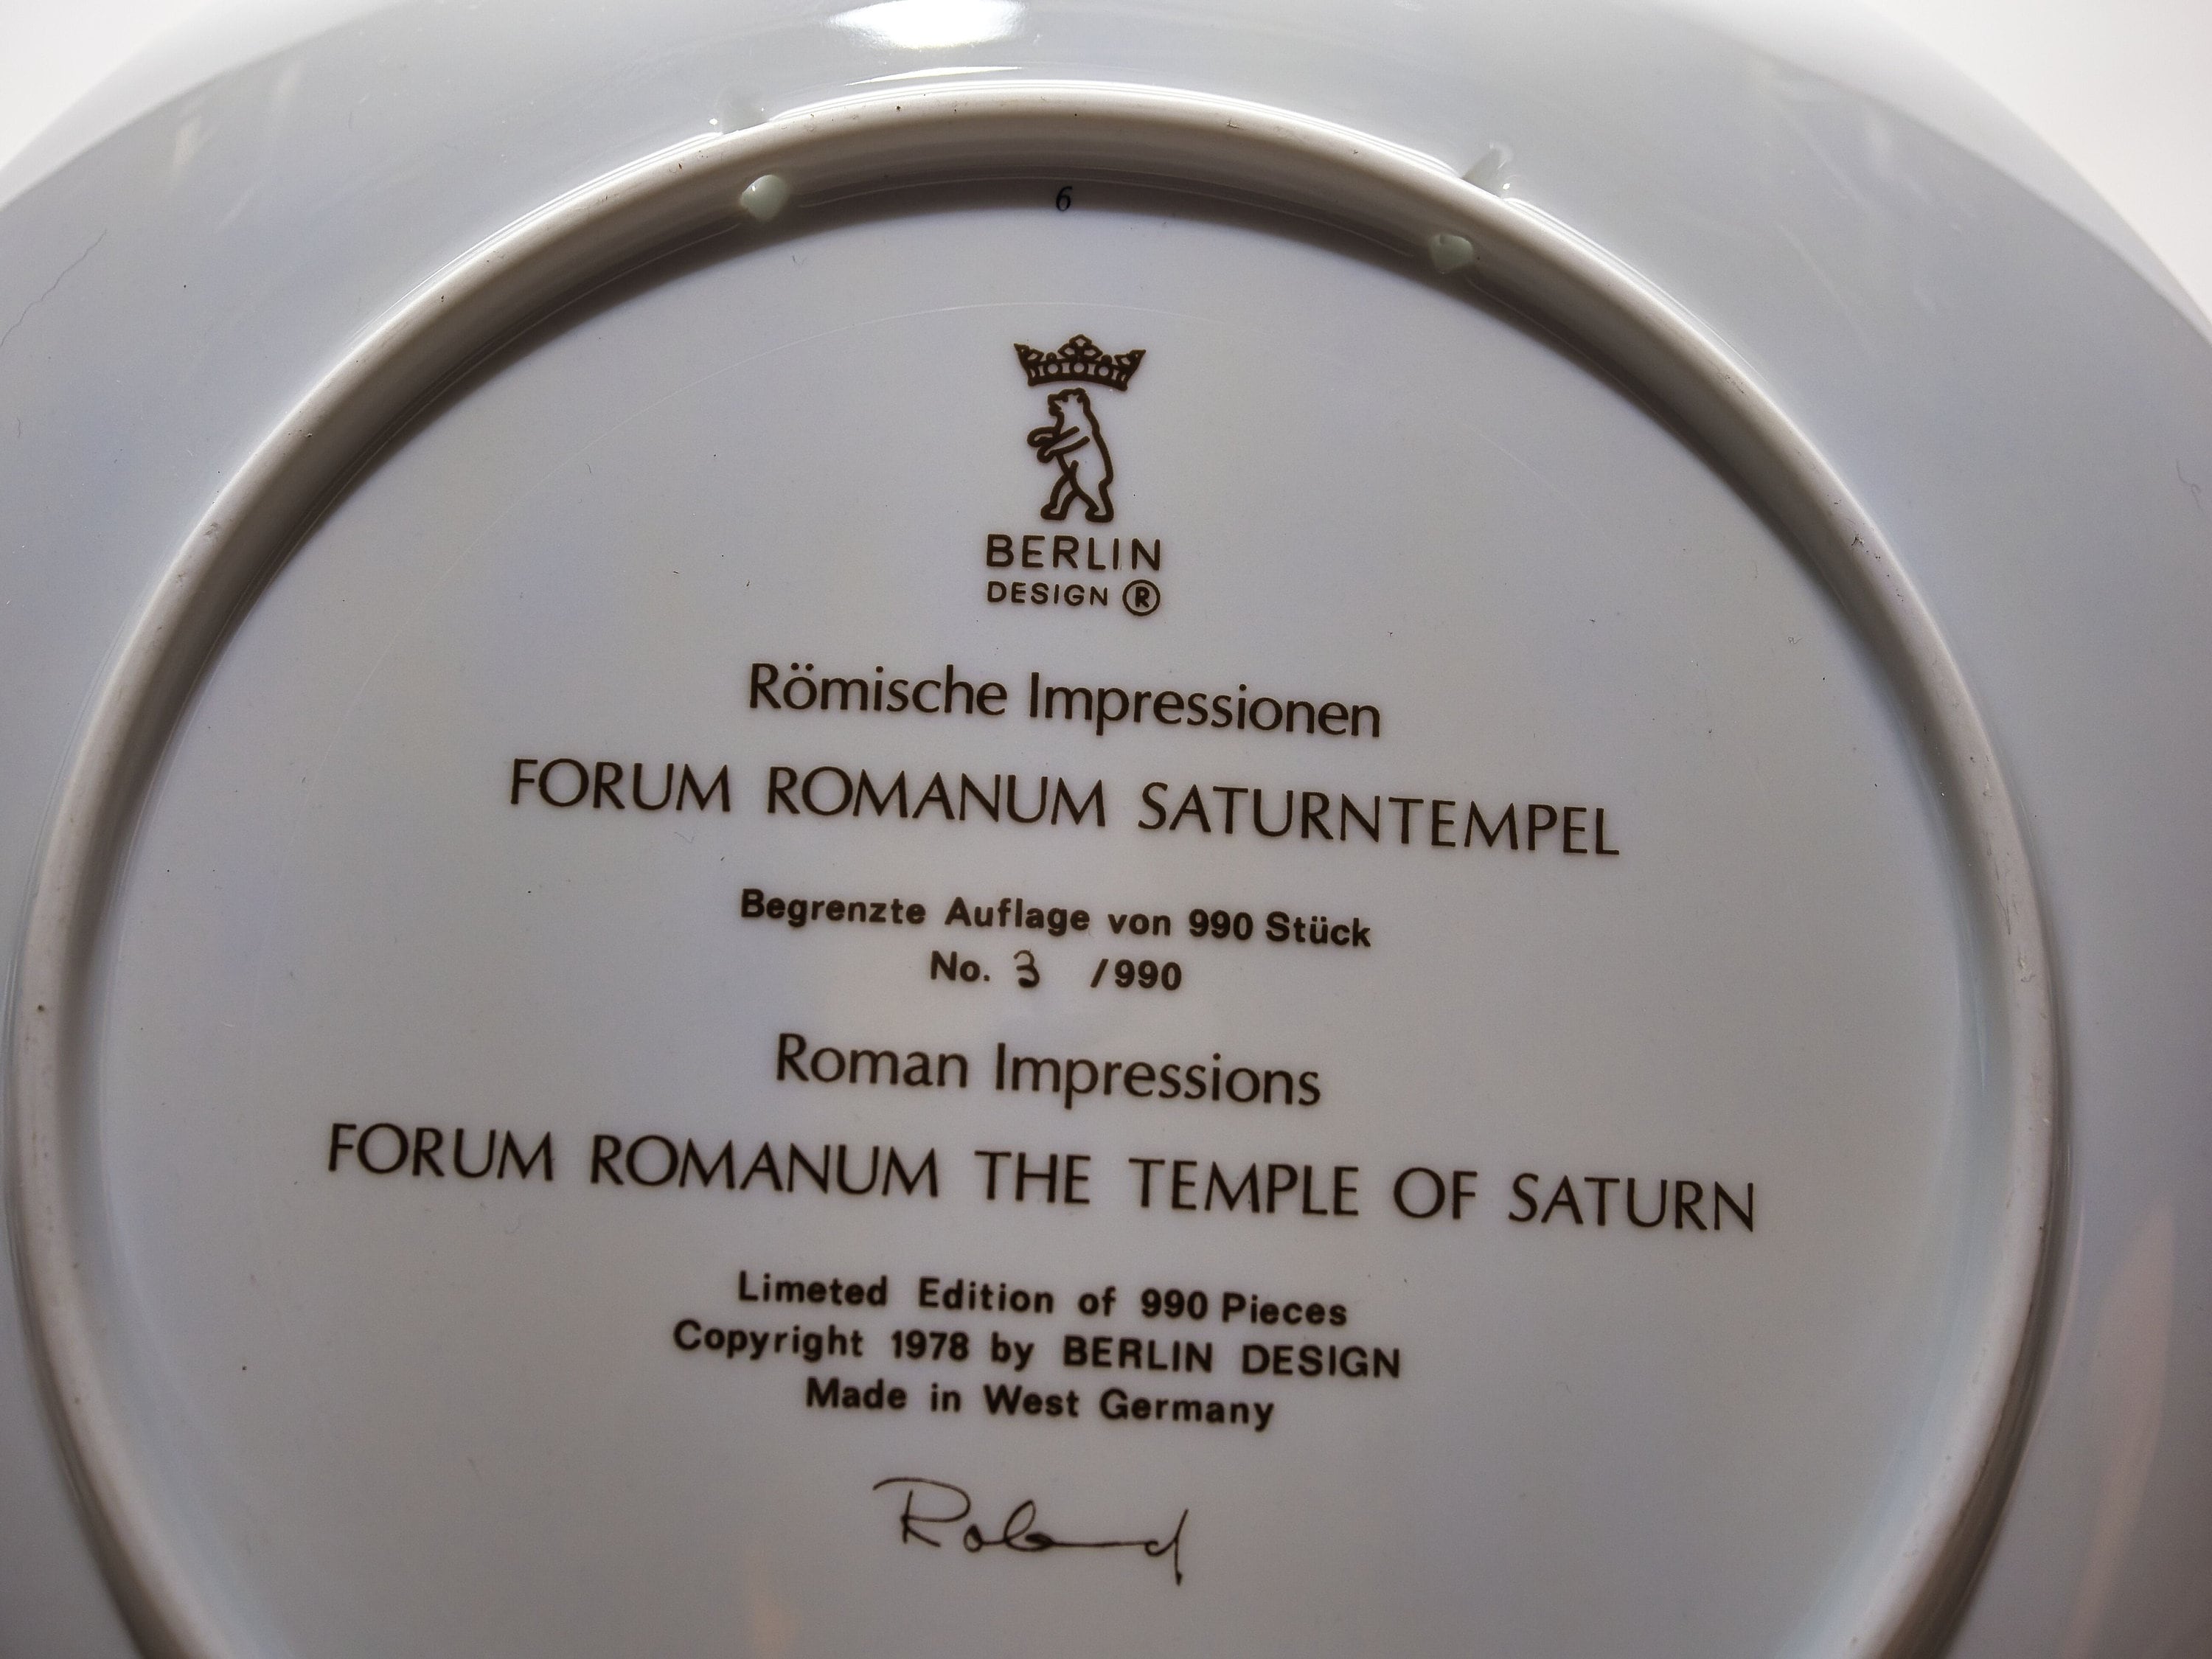 6
BERLIN
DESIGN ®
Römische Impressionen
FORUM ROMANUM SATURNTEMPEL
Begrenzte Auflage von 990 Stück
No. 3 /990
Roman Impressions
FORUM ROMANUM THE TEMPLE OF SATURN
Limeted Edition of 990 Pieces
Copyright 1978 by BERLIN DESIGN
Made in West Germany
Roland